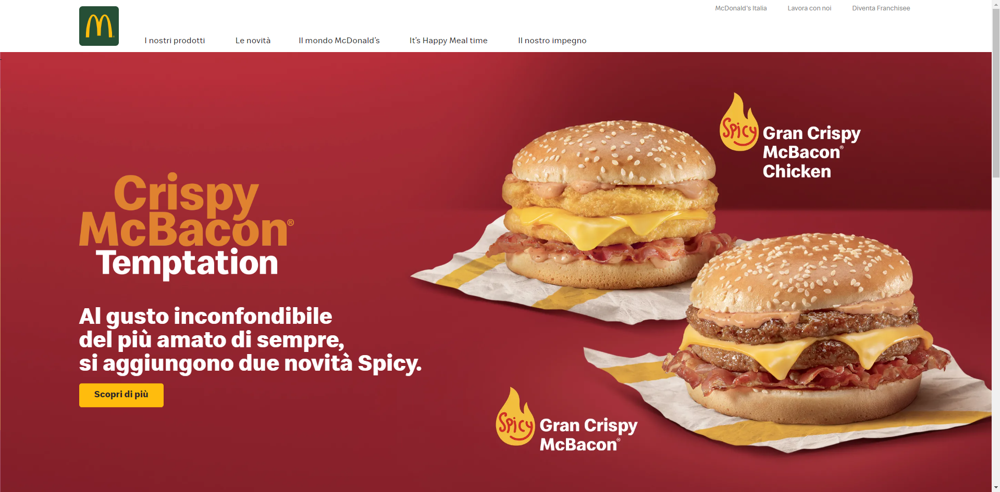 McDonald's Italia
Lavora con noi
Diventa Franchisee
I nostri prodotti
Le novità
Il mondo McDonald’s
It’s Happy Meal time
Il nostro impegno
Crispy
McBacon®
Temptation
Al gusto inconfondibile
del più amato di sempre,
si aggiungono due novità Spicy.
Scopri di più
Spicy
Gran Crispy
McBacon®
Chicken
Spicy
Gran Crispy
McBacon®